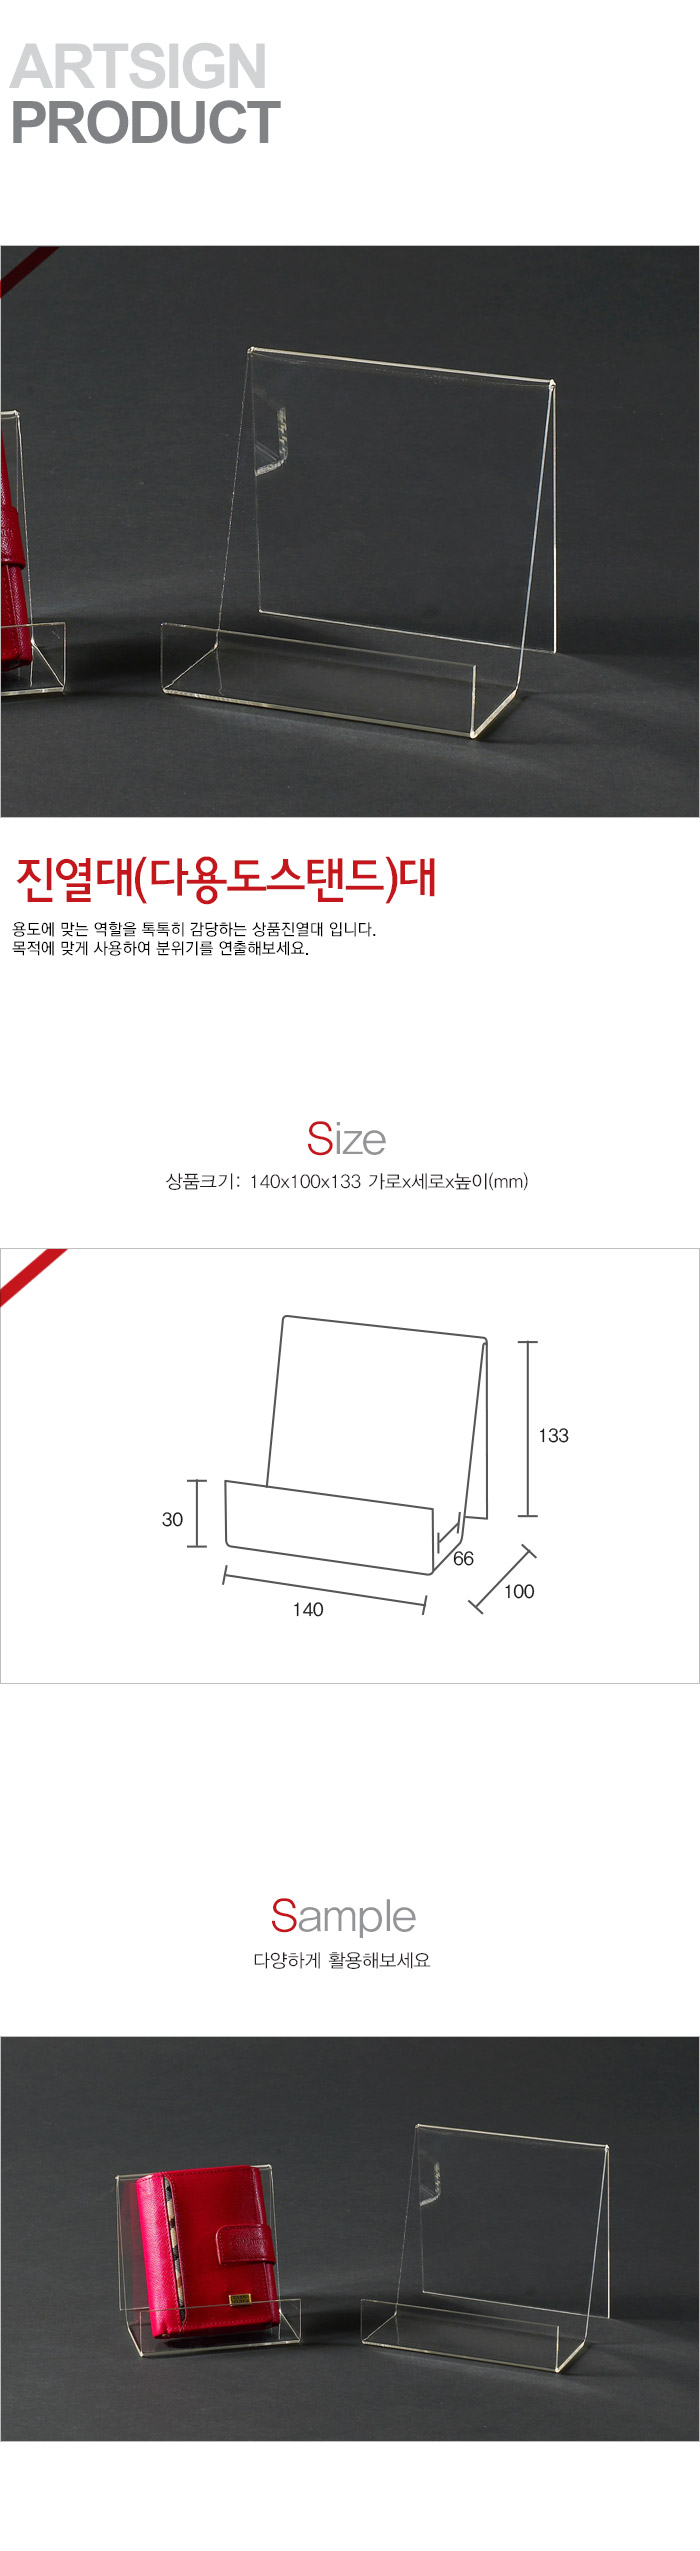 ARTSIGN
PRODUCT
진열대(다용도스탠드)대
용도에 맞는 역할을 톡톡히 감당하는 상품진열대 입니다.
목적에 맞게 사용하여 분위기를 연출해보세요.
Size
상품크기: 140x100x133 가로x세로x높이(mm)
133
30
66
100
140
Sample
다양하게 활용해보세요